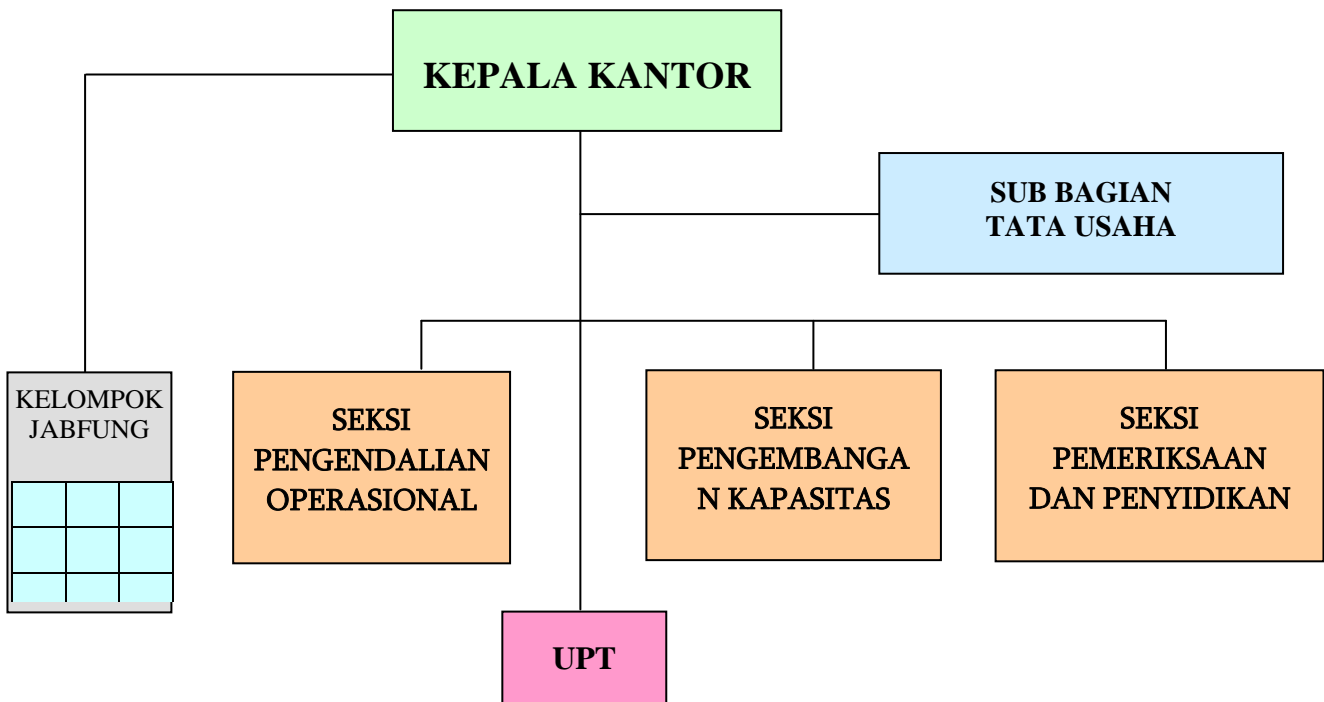 KEPALA KANTOR
SUB BAGIAN
TATA USAHA
KELOMPOK
JABFUNG
SEKSI
PENGENDALIAN
OPERASIONAL
SEKSI
PENGEMBANGA
N KAPASITAS
SEKSI
PEMERIKSAAN
DAN PENYIDIKAN
UPT